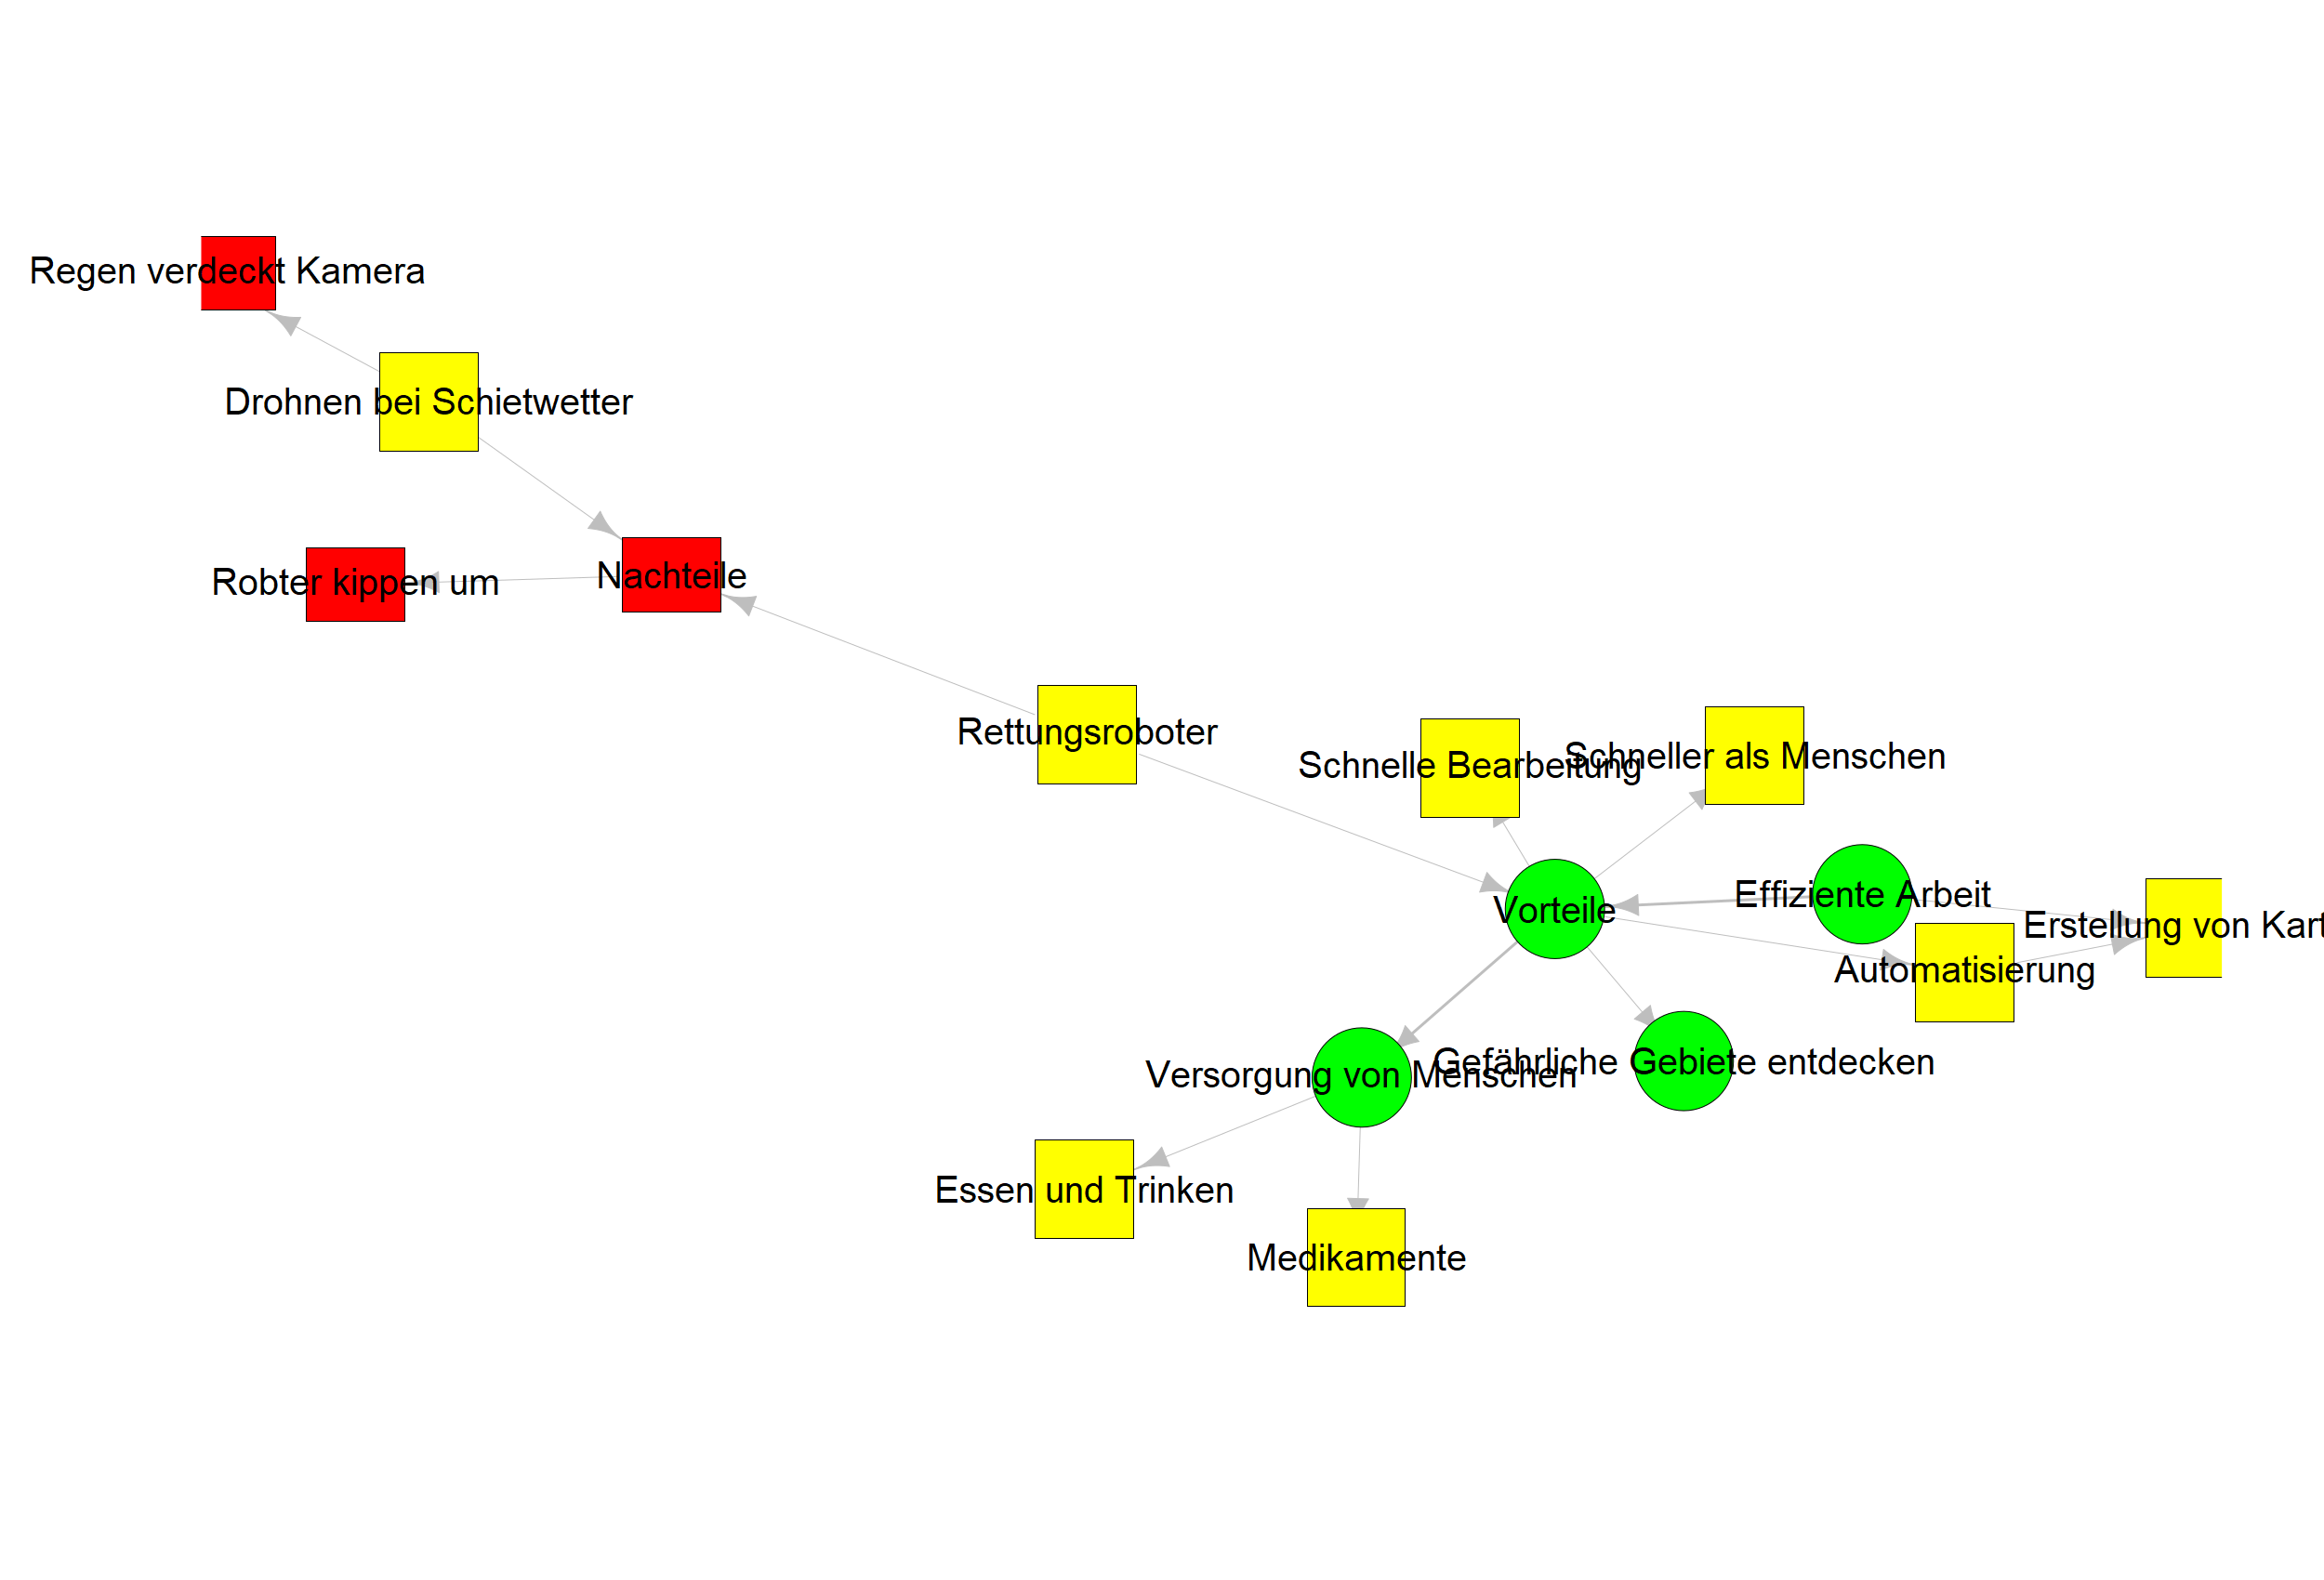 Regen verdeckt Kamera
Drohnen bei Schietwetter
Robter kippen um
Nachteile
Rettungsroboter
Schnelle Bearbeitung
Schneller als Menschen
Vorteile
Effiziente Arbeit
Erstellung von Kart
Automatisierung
Versorgung von Menschen
Gefährliche Gebiete entdecken
Essen und Trinken
Medikamente